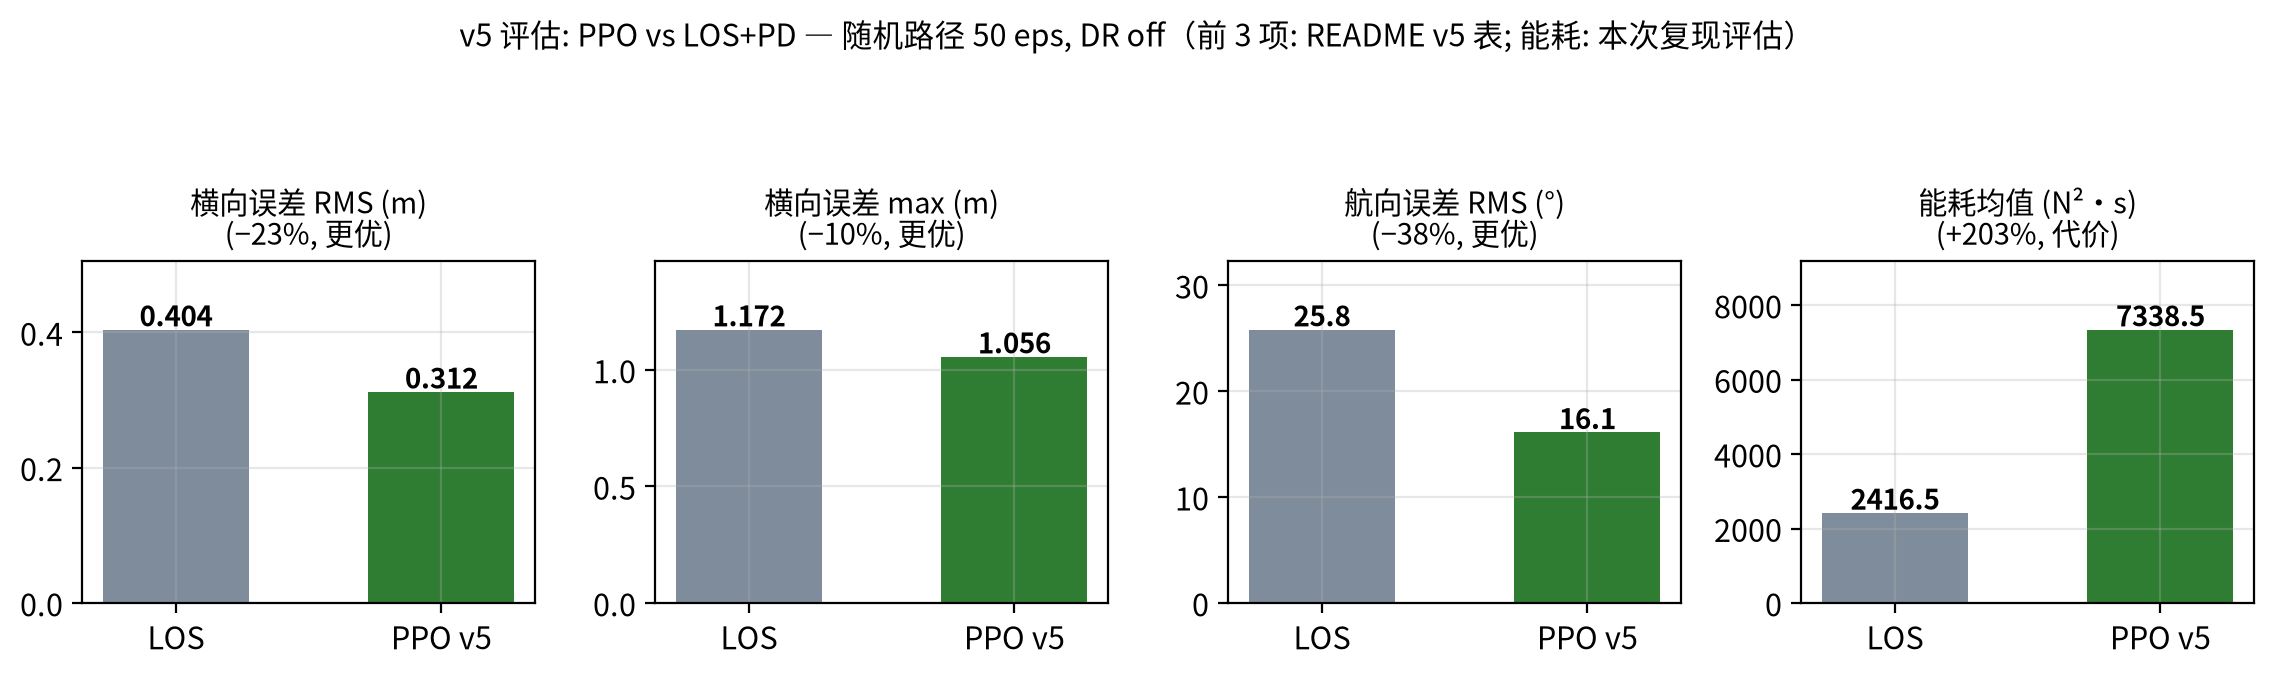 v5 评估: PPO vs LOS+PD — 随机路径 50 eps, DR off（前 3 项: README v5 表; 能耗: 本次复现评估）
横向误差 RMS (m)
(−23%, 更优)
0.404
0.312
0.4
0.2
0.0
LOS
PPO v5
横向误差 max (m)
(−10%, 更优)
1.172
1.056
1.0
0.5
0.0
LOS
PPO v5
航向误差 RMS (°)
(−38%, 更优)
25.8
16.1
30
20
10
0
LOS
PPO v5
能耗均值 (N²・s)
(+203%, 代价)
2416.5
7338.5
8000
6000
4000
2000
0
LOS
PPO v5